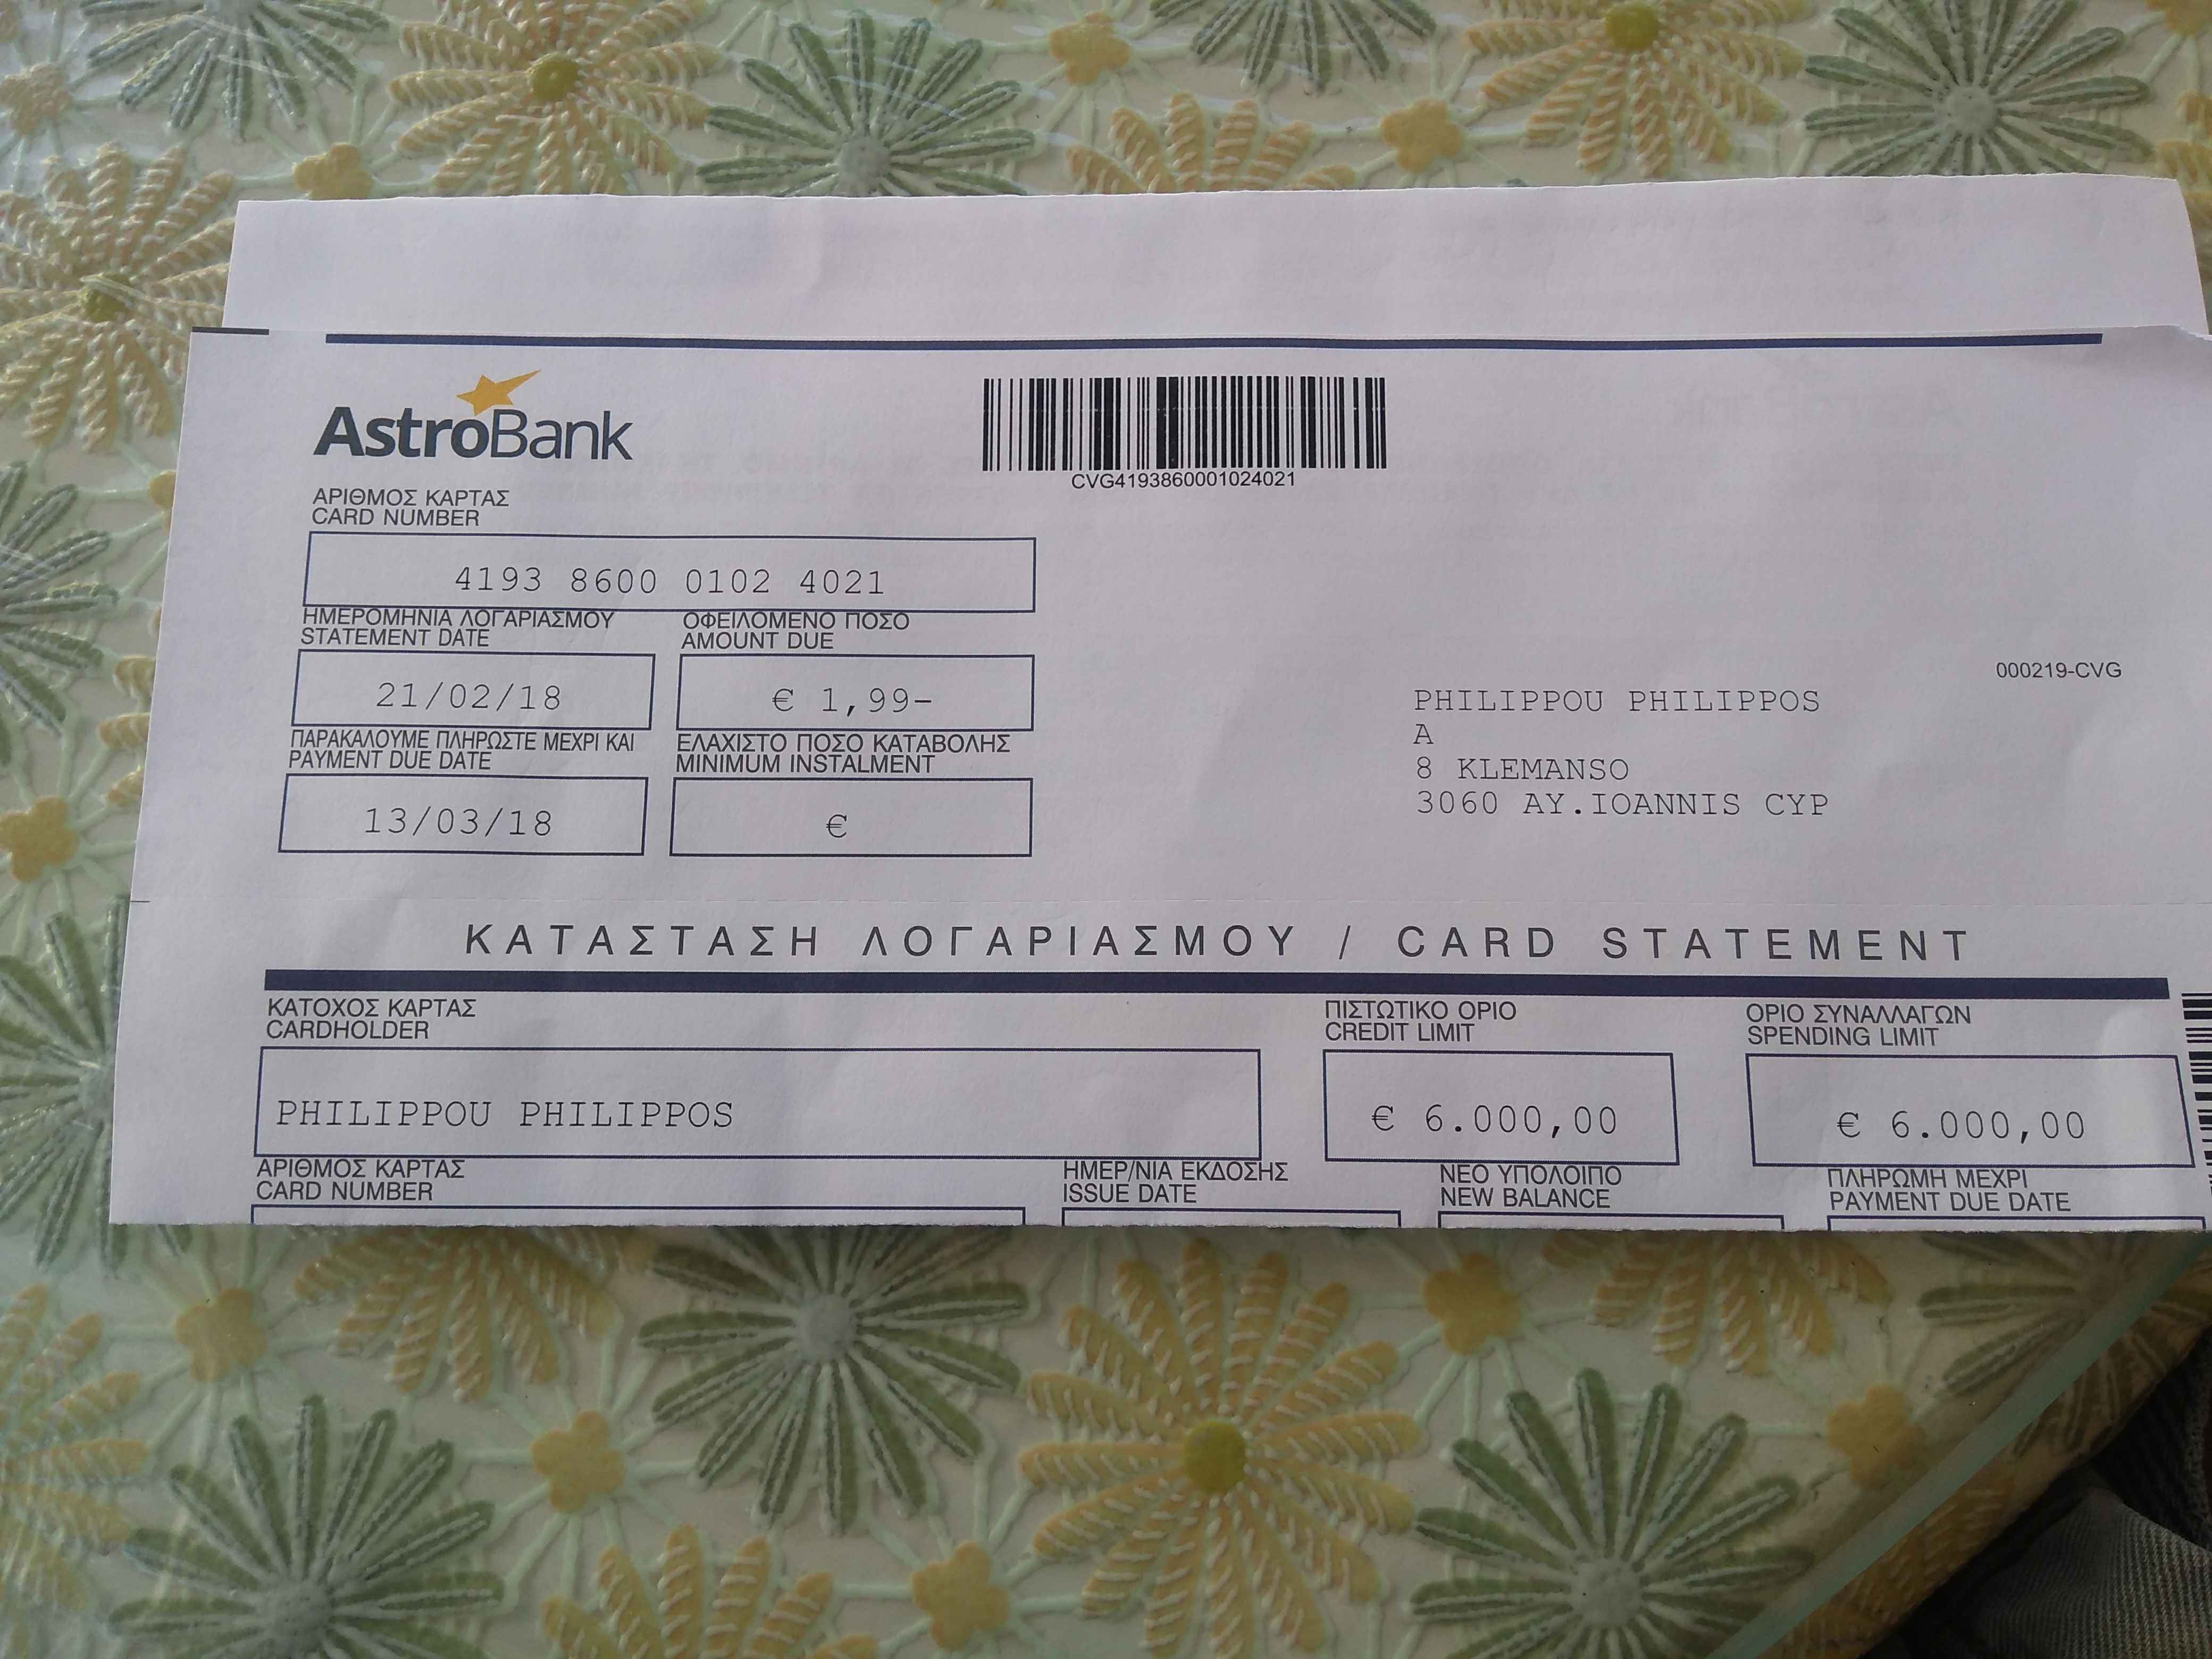 AstroBank
CVG4193860001024021
ΑΡΙΘΜΟΣ ΚΑΡΤΑΣ
CARD NUMBER
4193 8600 0102 4021
ΗΜΕΡΟΜΗΝΙΑ ΛΟΓΑΡΙΑΣΜΟΥ
STATEMENT DATE
21/02/18
ΟΦΕΙΛΟΜΕΝΟ ΠΟΣΟ
AMOUNT DUE
€ 1,99-
ΠΑΡΑΚΑΛΟΥΜΕ ΠΛΗΡΩΣΤΕ ΜΕΧΡΙ ΚΑΙ
PAYMENT DUE DATE
13/03/18
ΕΛΑΧΙΣΤΟ ΠΟΣΟ ΚΑΤΑΒΟΛΗΣ
MINIMUM INSTALMENT
€
000219-CVG
PHILIPPOU PHILIPPOS
A
8 KLEMANSO
3060 AY.IOANNIS CYP
ΚΑΤΑΣΤΑΣΗ ΛΟΓΑΡΙΑΣΜΟΥ / CARD STATEMENT
ΚΑΤΟΧΟΣ ΚΑΡΤΑΣ
CARDHOLDER
PHILIPPOU PHILIPPOS
ΠΙΣΤΩΤΙΚΟ ΟΡΙΟ
CREDIT LIMIT
€ 6.000,00
ΟΡΙΟ ΣΥΝΑΛΛΑΓΩΝ
SPENDING LIMIT
€ 6.000,00
ΑΡΙΘΜΟΣ ΚΑΡΤΑΣ
CARD NUMBER
ΗΜΕΡ/ΝΙΑ ΕΚΔΟΣΗΣ
ISSUE DATE
ΝΕΟ ΥΠΟΛΟΙΠΟ
NEW BALANCE
ΠΛΗΡΩΜΗ ΜΕΧΡΙ
PAYMENT DUE DATE